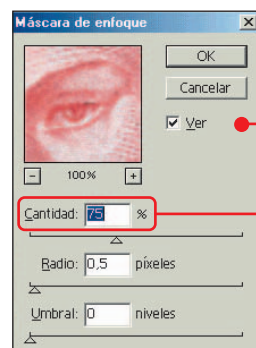 Máscara de enfoque
OK
Cancelar
Ver
- 100% +
Cantidad: 75 %
Radio: 0,5 píxeles
Umbral: 0 niveles